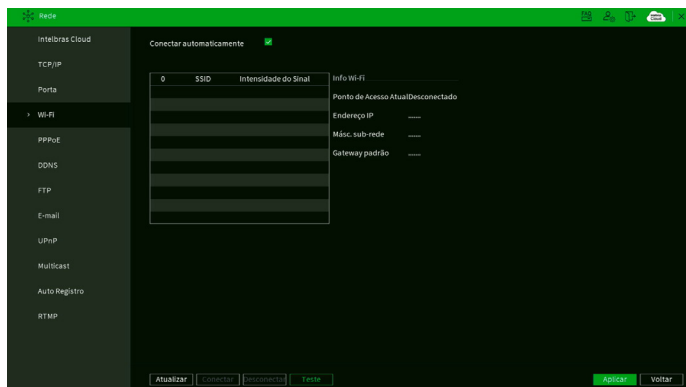 Rede
FAQ
Intelbras Cloud
TCP/IP
Porta
Wi-Fi
PPPoE
DDNS
FTP
E-mail
UPnP
Multicast
Auto Registro
RTMP
Conectar automaticamente
0 SSID Intensidade do Sinal
Info Wi-Fi
Ponto de Acesso AtualDesconectado
Endereço IP
Másc. sub-rede
Gateway padrão
Atualizar Conectar Desconectar Teste
Aplicar Voltar